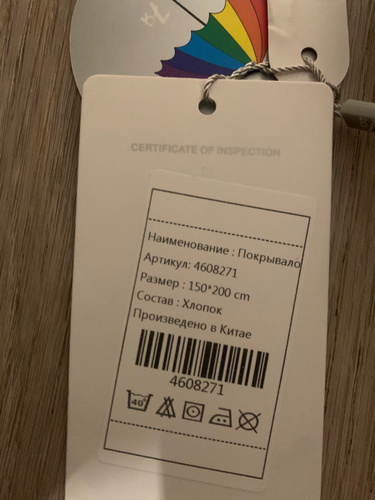 CERTIFICATE OF INSPECTION
Наименование : Покрывало
Артикул: 4608271
Размер : 150*200 cm
Состав : Хлопок
Произведено в Китае
4608271
40°